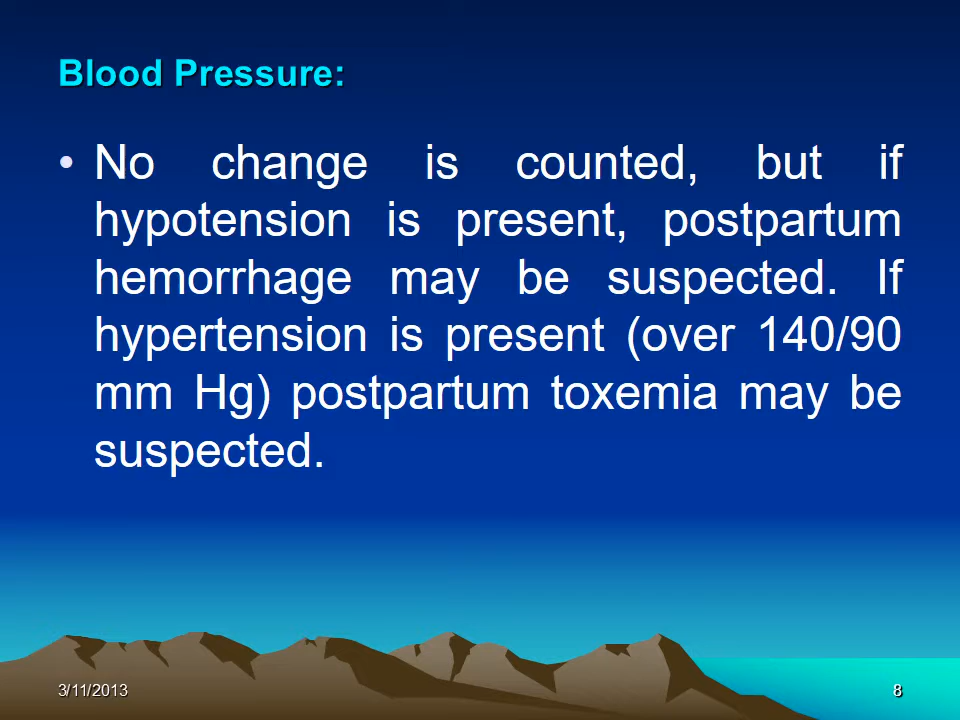 Blood Pressure:
• No change is counted, but if
hypotension is present, postpartum
hemorrhage may be suspected. If
hypertension is present (over 140/90
mm Hg) postpartum toxemia may be
suspected.
3/11/2013 8